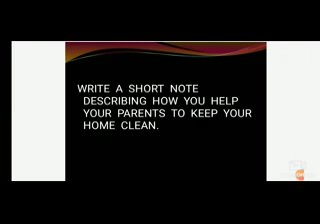 WRITE A SHORT NOTE
DESCRIBING HOW YOU HELP
YOUR PARENTS TO KEEP YOUR
HOME CLEAN.